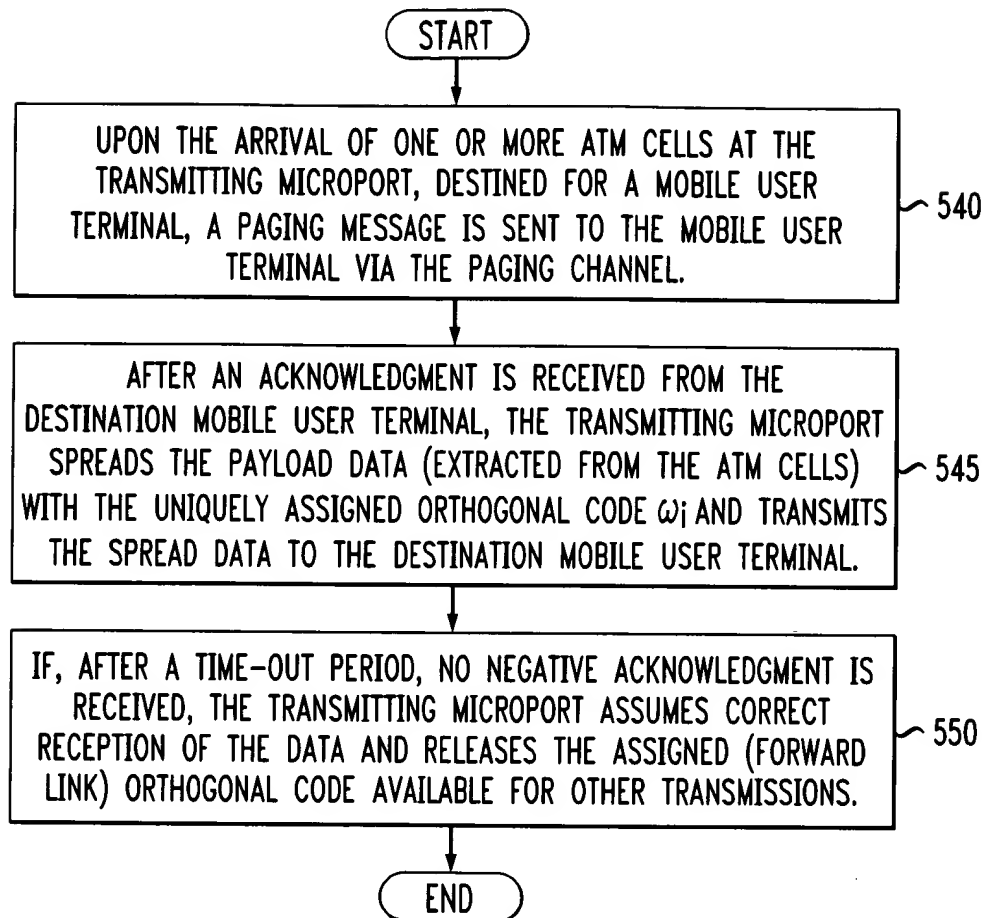 START
UPON THE ARRIVAL OF ONE OR MORE ATM CELLS AT THE
TRANSMITTING MICROPORT, DESTINED FOR A MOBILE USER
TERMINAL, A PAGING MESSAGE IS SENT TO THE MOBILE USER
TERMINAL VIA THE PAGING CHANNEL.
540
AFTER AN ACKNOWLEDGMENT IS RECEIVED FROM THE
DESTINATION MOBILE USER TERMINAL, THE TRANSMITTING MICROPORT
SPREADS THE PAYLOAD DATA (EXTRACTED FROM THE ATM CELLS)
WITH THE UNIQUELY ASSIGNED ORTHOGONAL CODE ωi AND TRANSMITS
THE SPREAD DATA TO THE DESTINATION MOBILE USER TERMINAL.
545
IF, AFTER A TIME-OUT PERIOD, NO NEGATIVE ACKNOWLEDGMENT IS
RECEIVED, THE TRANSMITTING MICROPORT ASSUMES CORRECT
RECEPTION OF THE DATA AND RELEASES THE ASSIGNED (FORWARD
LINK) ORTHOGONAL CODE AVAILABLE FOR OTHER TRANSMISSIONS.
550
END